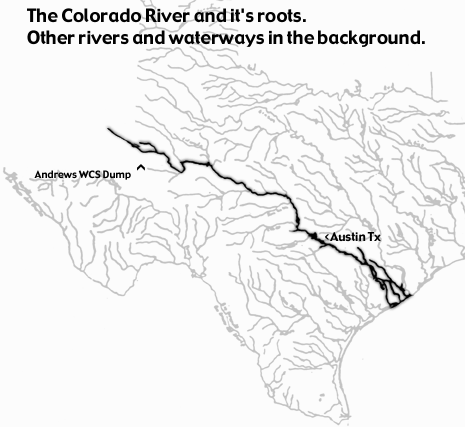 The Colorado River and it's roots.
Other rivers and waterways in the background.
Andrews WCS Dump ^
<Austin Tx